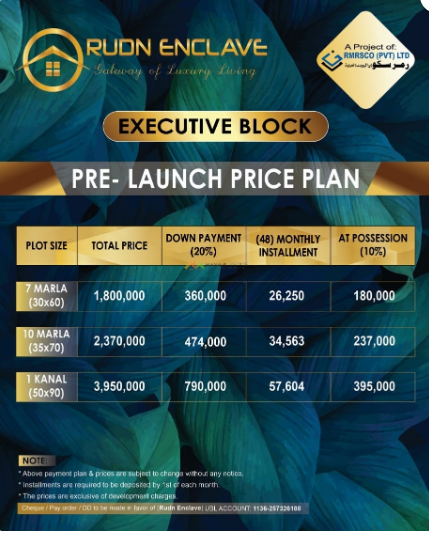 RUDN ENCLAVE
Gateway of Luxury Living
A Project of:
RMRSCO (PVT) LTD
EXECUTIVE BLOCK
PRE- LAUNCH PRICE PLAN
PLOT SIZE TOTAL PRICE DOWN PAYMENT (20%) (48) MONTHLY INSTALLMENT AT POSSESSION (10%)
7 MARLA (30x60) 1,800,000 360,000 26,250 180,000
10 MARLA (35x70) 2,370,000 474,000 34,563 237,000
1 KANAL (50x90) 3,950,000 790,000 57,604 395,000
NOTE:
* Above payment plan & prices are subject to change without any notice.
* Installments are required to be deposited by 1st of each month.
* The prices are exclusive of development charges.
Cheque / Pay order / DD to be made in favor of (Rudn Enclave) UBL ACCOUNT: